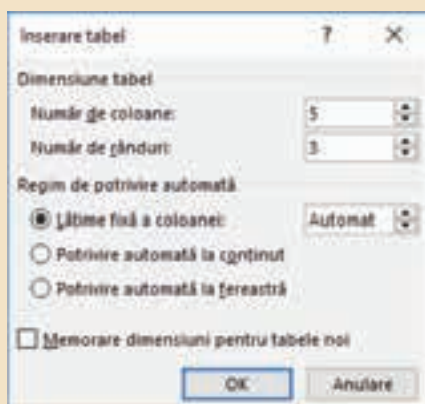 Inserare tabel ? ×
Dimensiune tabel
Număr de coloane: 5
Număr de rânduri: 3
Regim de potrivire automată
Lățime fixă a coloanei: Automat
Potrivire automată la conținut
Potrivire automată la fereastră
Memorare dimensiuni pentru tabele noi
OK Anulare